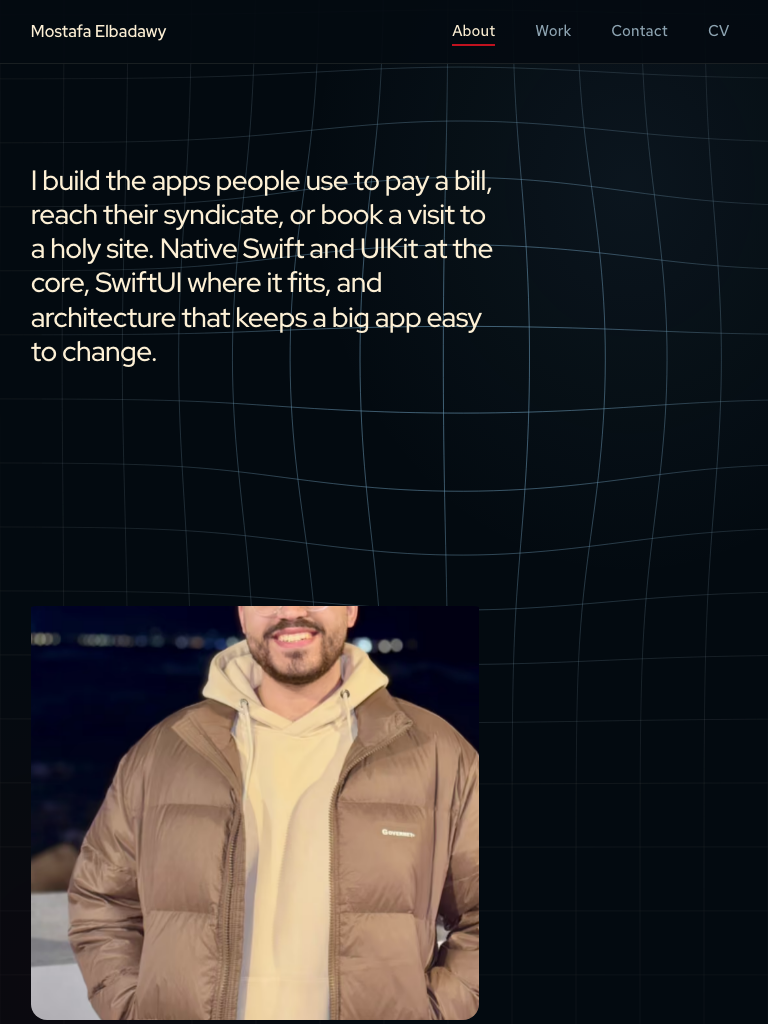 Mostafa Elbadawy
About
Work
Contact
CV
I build the apps people use to pay a bill,
reach their syndicate, or book a visit to
a holy site. Native Swift and UIKit at the
core, SwiftUI where it fits, and
architecture that keeps a big app easy
to change.